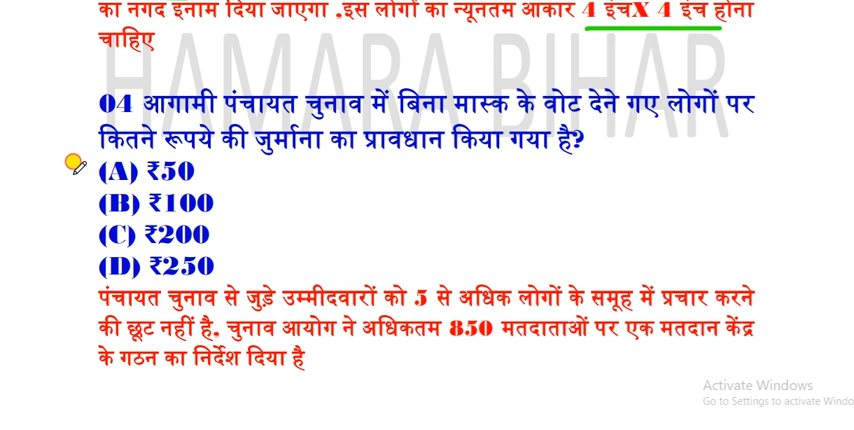 का नगद इनाम दिया जाएगा ,इस लोगों का न्यूनतम आकार 4 इंचX 4 इंच होना
चाहिए
HAMARA BIHAR
04 आगामी पंचायत चुनाव में बिना मास्क के वोट देने गए लोगों पर
कितने रूपये की जुर्माना का प्रावधान किया गया है?
(A) ₹50
(B) ₹100
(C) ₹200
(D) ₹250
पंचायत चुनाव से जुड़े उम्मीदवारों को 5 से अधिक लोगों के समूह में प्रचार करने
की छूट नहीं है, चुनाव आयोग ने अधिकतम 850 मतदाताओं पर एक मतदान केंद्र
के गठन का निर्देश दिया है
Activate Windows
Go to Settings to activate Windo